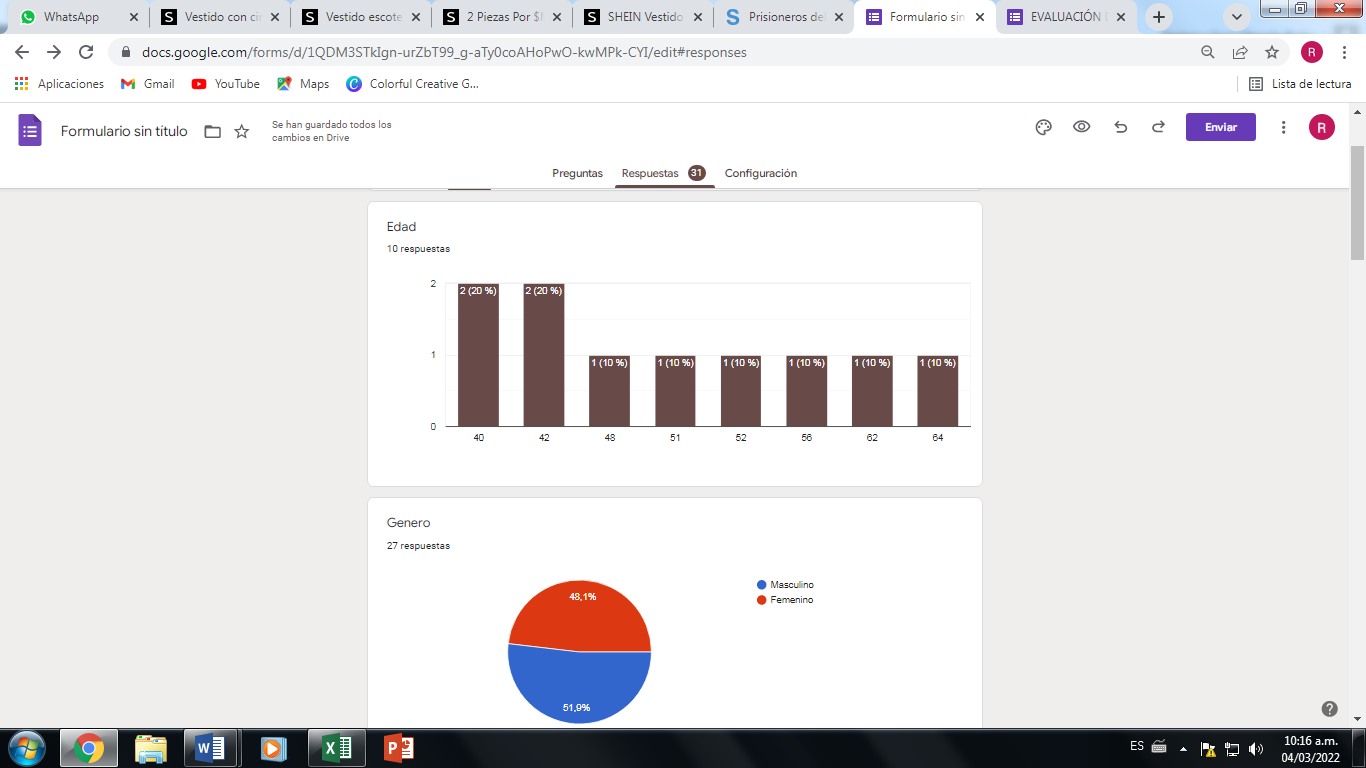 WhatsApp
Vestido con cin
Vestido escote
2 Piezas Por $
SHEIN Vestido
Prisioneros de
Formulario sin
EVALUACIÓN
docs.google.com/forms/d/1QDM3STkIgn-urZbT99_g-aTy0coAHoPwO-kwMPk-CYI/edit#responses
R
Aplicaciones
Gmail
YouTube
Maps
Colorful Creative G...
Lista de lectura
Formulario sin título
Se han guardado todos los
cambios en Drive
Enviar
R
Preguntas
Respuestas
31
Configuración
Edad
10 respuestas
2
1
0
2 (20 %)
2 (20 %)
1 (10 %)
1 (10 %)
1 (10 %)
1 (10 %)
1 (10 %)
1 (10 %)
40
42
48
51
52
56
62
64
Genero
27 respuestas
48,1%
51,9%
Masculino
Femenino
ES
10:16 a.m.
04/03/2022